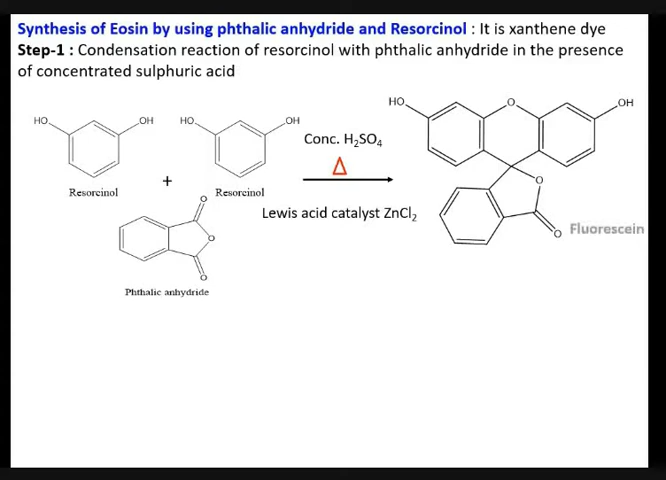 Synthesis of Eosin by using phthalic anhydride and Resorcinol : It is xanthene dye
Step-1 : Condensation reaction of resorcinol with phthalic anhydride in the presence
of concentrated sulphuric acid
HO OH HO OH
Resorcinol
+
Resorcinol
O
O
O
Phthalic anhydride
Conc. H₂SO₄
Δ
Lewis acid catalyst ZnCl₂
HO O OH
O
O
Fluorescein